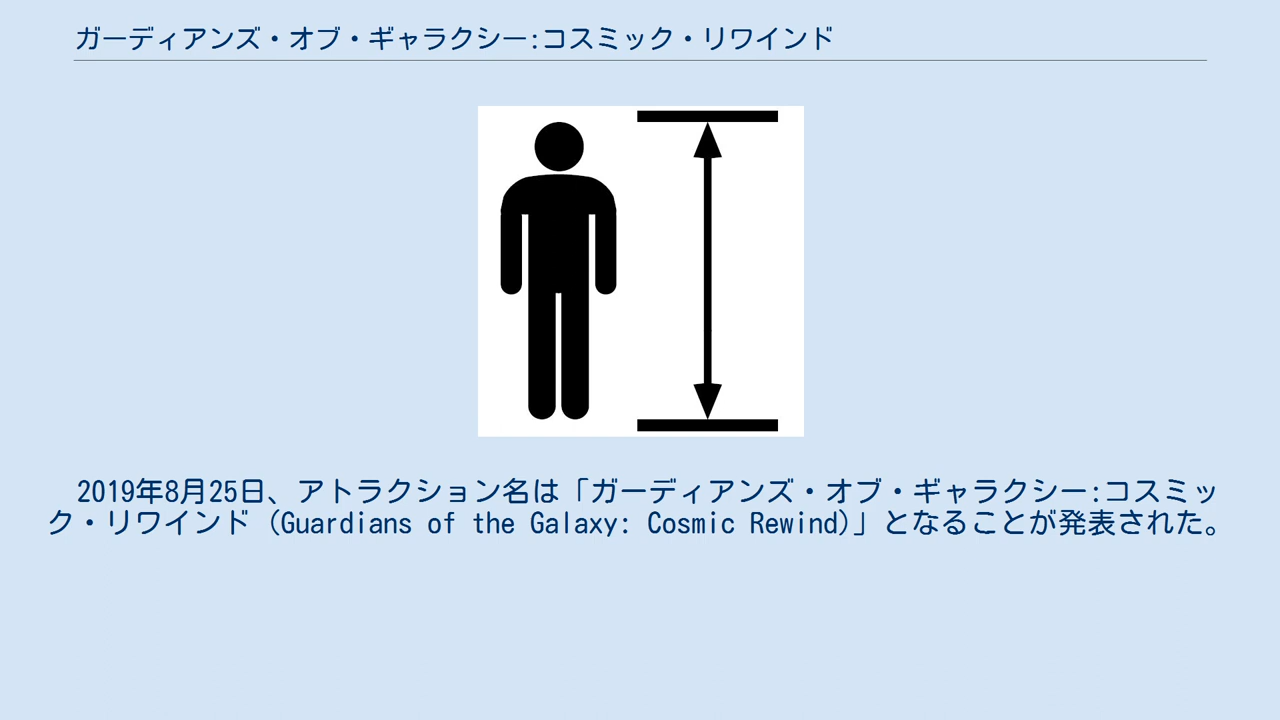 ガーディアンズ・オブ・ギャラクシー:コスミック・リワインド
2019年8月25日、アトラクション名は「ガーディアンズ・オブ・ギャラクシー:コスミッ
ク・リワインド (Guardians of the Galaxy: Cosmic Rewind)」となることが発表された。